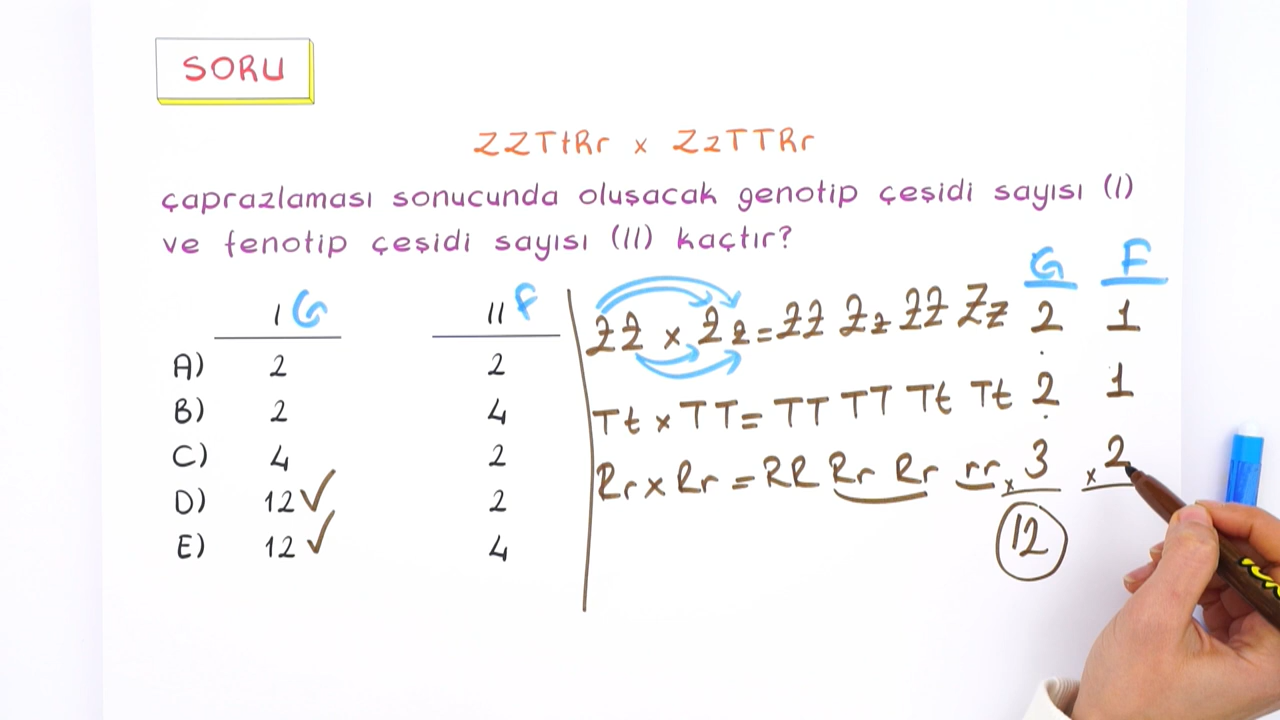 SORU
ZZTtRr x ZzTTRr
çaprazlaması sonucunda oluşacak genotip çeşidi sayısı (I)
ve fenotip çeşidi sayısı (II) kaçtır?
I G II F
A) 2 2
B) 2 4
C) 4 2
D) 12 ✓ 2
E) 12 ✓ 4
G F
ZZ x Zz = ZZ Zz ZZ Zz 2 1
Tt x TT = TT TT Tt Tt 2 1
Rr x Rr = RR Rr Rr rr x 3 x 2
12